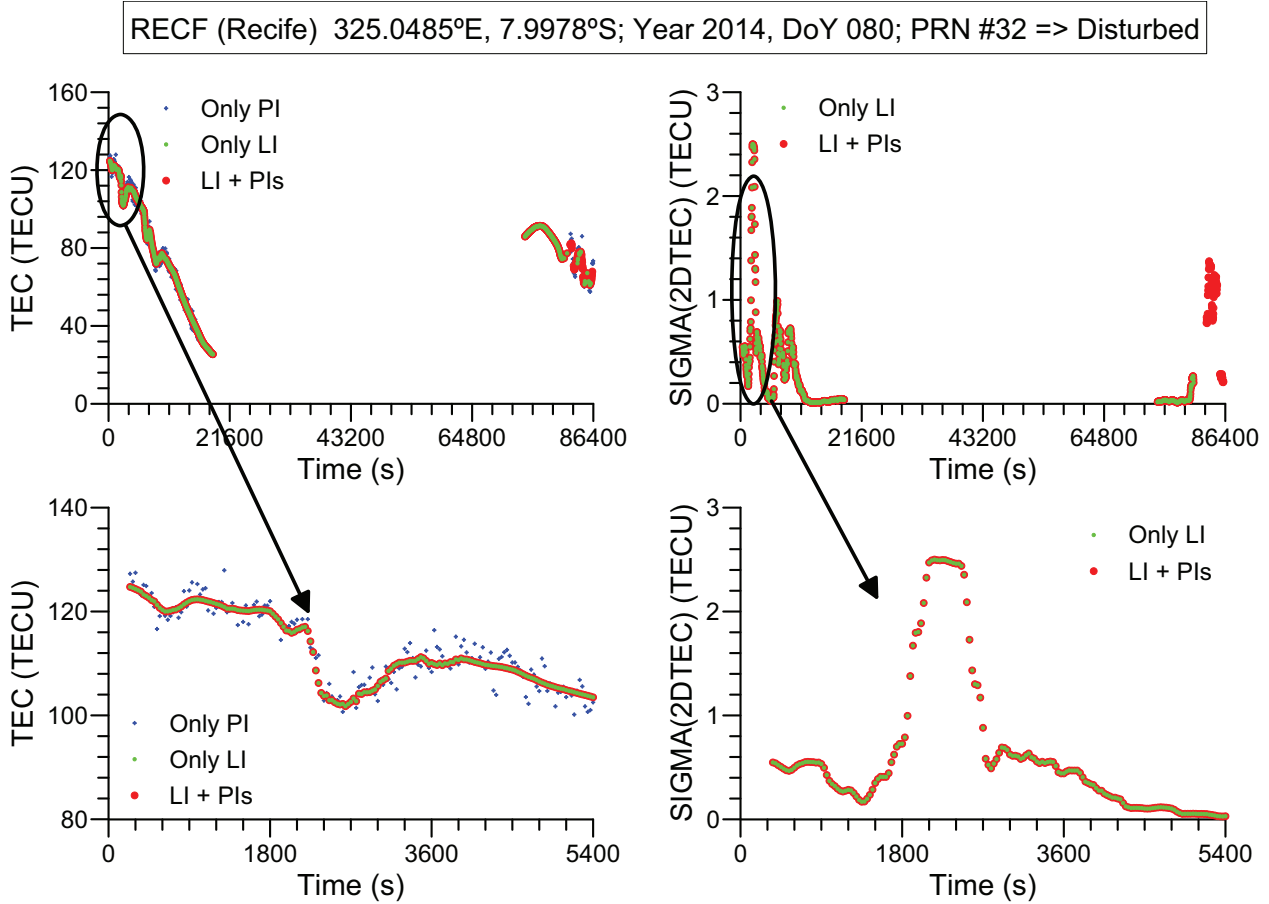 RECF (Recife) 325.0485ºE, 7.9978ºS; Year 2014, DoY 080; PRN #32 => Disturbed
TEC (TECU)
160
120
80
40
0
Only PI
Only LI
LI + PIs
0
21600
43200
64800
86400
Time (s)
SIGMA(2DTEC) (TECU)
3
2
1
0
Only LI
LI + PIs
0
21600
43200
64800
86400
Time (s)
TEC (TECU)
140
120
100
80
Only PI
Only LI
LI + PIs
0
1800
3600
5400
Time (s)
SIGMA(2DTEC) (TECU)
3
2
1
0
Only LI
LI + PIs
0
1800
3600
5400
Time (s)